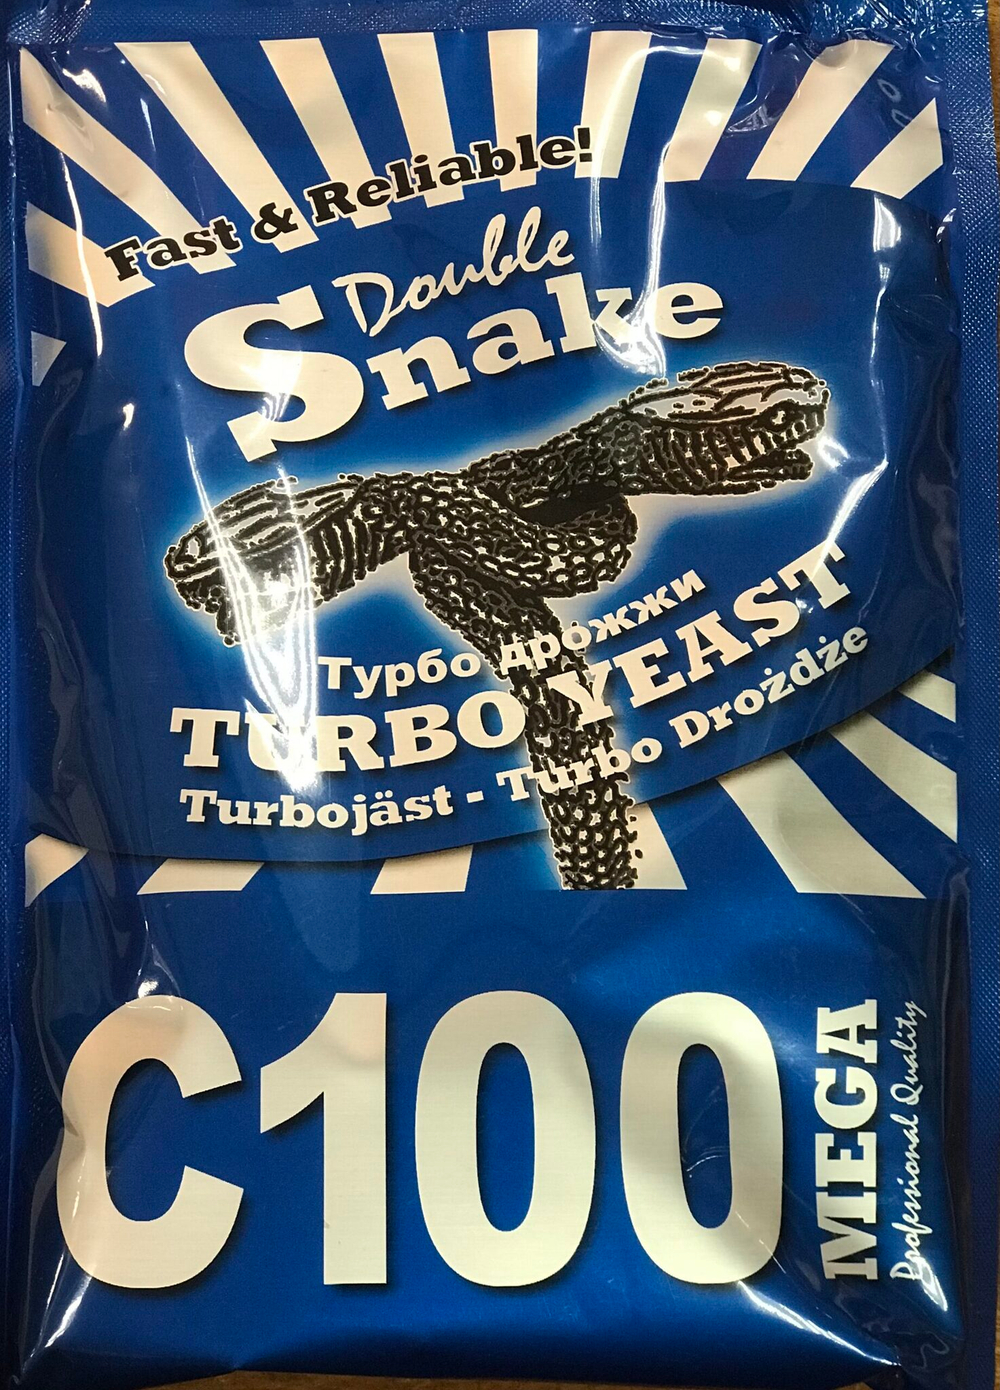 Fast & Reliable!
Double
Snake
Турбо дрожжи
TURBO YEAST
Turbojäst - Turbo Drożdże
C100
MEGA
Professional Quality